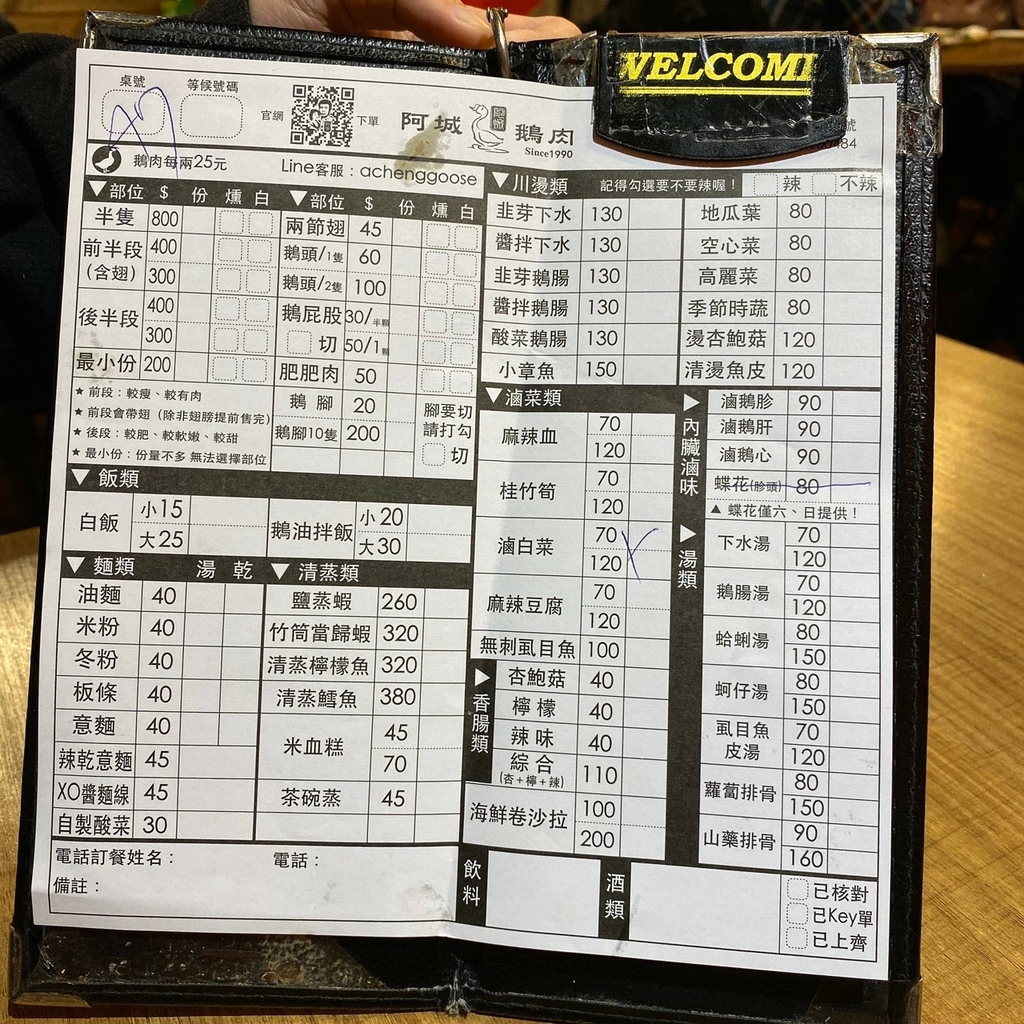 WELCOM
桌號 等候號碼
A7
官網 下單
阿城鵝肉
Since1990
484
鵝肉每兩25元
Line客服：achenggoose
▼部位 $ 份 燻 白
半隻 800
前半段(含翅) 400
300
後半段 400
300
最小份 200
★ 前段：較瘦、較有肉
★ 前段會帶翅（除非翅膀提前售完）
★ 後段：較肥、較軟嫩、較甜
★ 最小份：份量不多 無法選擇部位
▼部位 $ 份 燻 白
兩節翅 45
鵝頭/1隻 60
鵝頭/2隻 100
鵝屁股 30/半顆
切 50/1顆
肥肥肉 50
鵝腳 20
鵝腳10隻 200
腳要切
請打勾
切
▼飯類
白飯 小15
大25
鵝油拌飯 小20
大30
▼麵類 湯 乾
油麵 40
米粉 40
冬粉 40
板條 40
意麵 40
辣乾意麵 45
XO醬麵線 45
自製酸菜 30
▼清蒸類
鹽蒸蝦 260
竹筒當歸蝦 320
清蒸檸檬魚 320
清蒸鱈魚 380
米血糕 45
70
茶碗蒸 45
▼川燙類 記得勾選要不要辣喔！ 辣 不辣
韭芽下水 130
醬拌下水 130
韭芽鵝腸 130
醬拌鵝腸 130
酸菜鵝腸 130
小章魚 150
地瓜葉 80
空心菜 80
高麗菜 80
季節時蔬 80
燙杏鮑菇 120
清燙魚皮 120
▼滷菜類
麻辣血 70
120
桂竹筍 70
120
滷白菜 70
120
麻辣豆腐 70
120
無刺虱目魚 100
▶香腸類
杏鮑菇 40
檸檬 40
辣味 40
綜合(杏+檸+辣) 110
海鮮卷沙拉 100
200
▶內臟滷味
滷鵝胗 90
滷鵝肝 90
滷鵝心 90
蝶花(胗頭) 80
▲ 蝶花僅六、日提供！
▶湯類
下水湯 70
120
鵝腸湯 70
120
蛤蜊湯 80
150
蚵仔湯 80
150
虱目魚皮湯 70
120
蘿蔔排骨 80
150
山藥排骨 90
160
電話訂餐姓名： 電話：
備註：
飲料
酒類
已核對
已Key單
已上齊